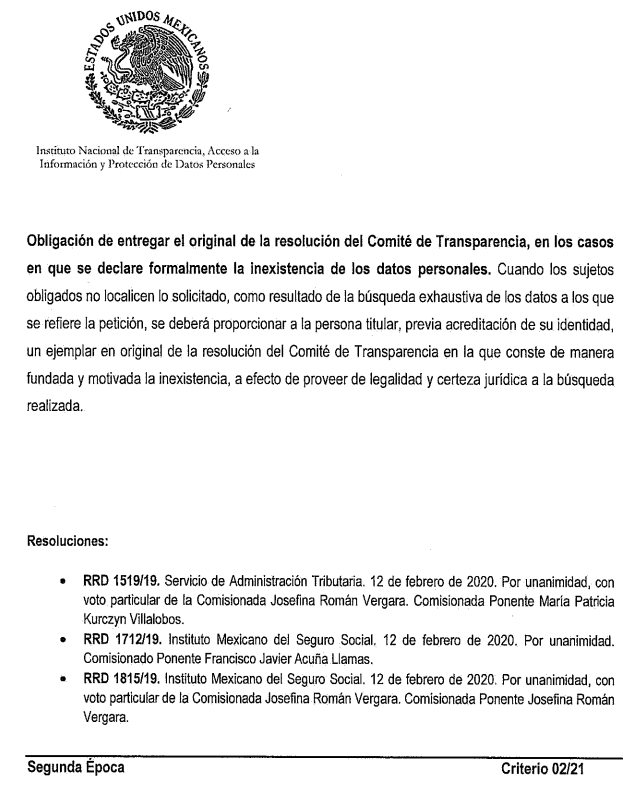 ESTADOS UNIDOS MEXICANOS
Instituto Nacional de Transparencia, Acceso a la
Información y Protección de Datos Personales
Obligación de entregar el original de la resolución del Comité de Transparencia, en los casos
en que se declare formalmente la inexistencia de los datos personales. Cuando los sujetos
obligados no localicen lo solicitado, como resultado de la búsqueda exhaustiva de los datos a los que
se refiere la petición, se deberá proporcionar a la persona titular, previa acreditación de su identidad,
un ejemplar en original de la resolución del Comité de Transparencia en la que conste de manera
fundada y motivada la inexistencia, a efecto de proveer de legalidad y certeza jurídica a la búsqueda
realizada.
Resoluciones:
• RRD 1519/19. Servicio de Administración Tributaria. 12 de febrero de 2020. Por unanimidad, con
voto particular de la Comisionada Josefina Román Vergara. Comisionada Ponente María Patricia
Kurczyn Villalobos.
• RRD 1712/19. Instituto Mexicano del Seguro Social. 12 de febrero de 2020. Por unanimidad.
Comisionado Ponente Francisco Javier Acuña Llamas.
• RRD 1815/19. Instituto Mexicano del Seguro Social. 12 de febrero de 2020. Por unanimidad, con
voto particular de la Comisionada Josefina Román Vergara. Comisionada Ponente Josefina Román
Vergara.
Segunda Época Criterio 02/21